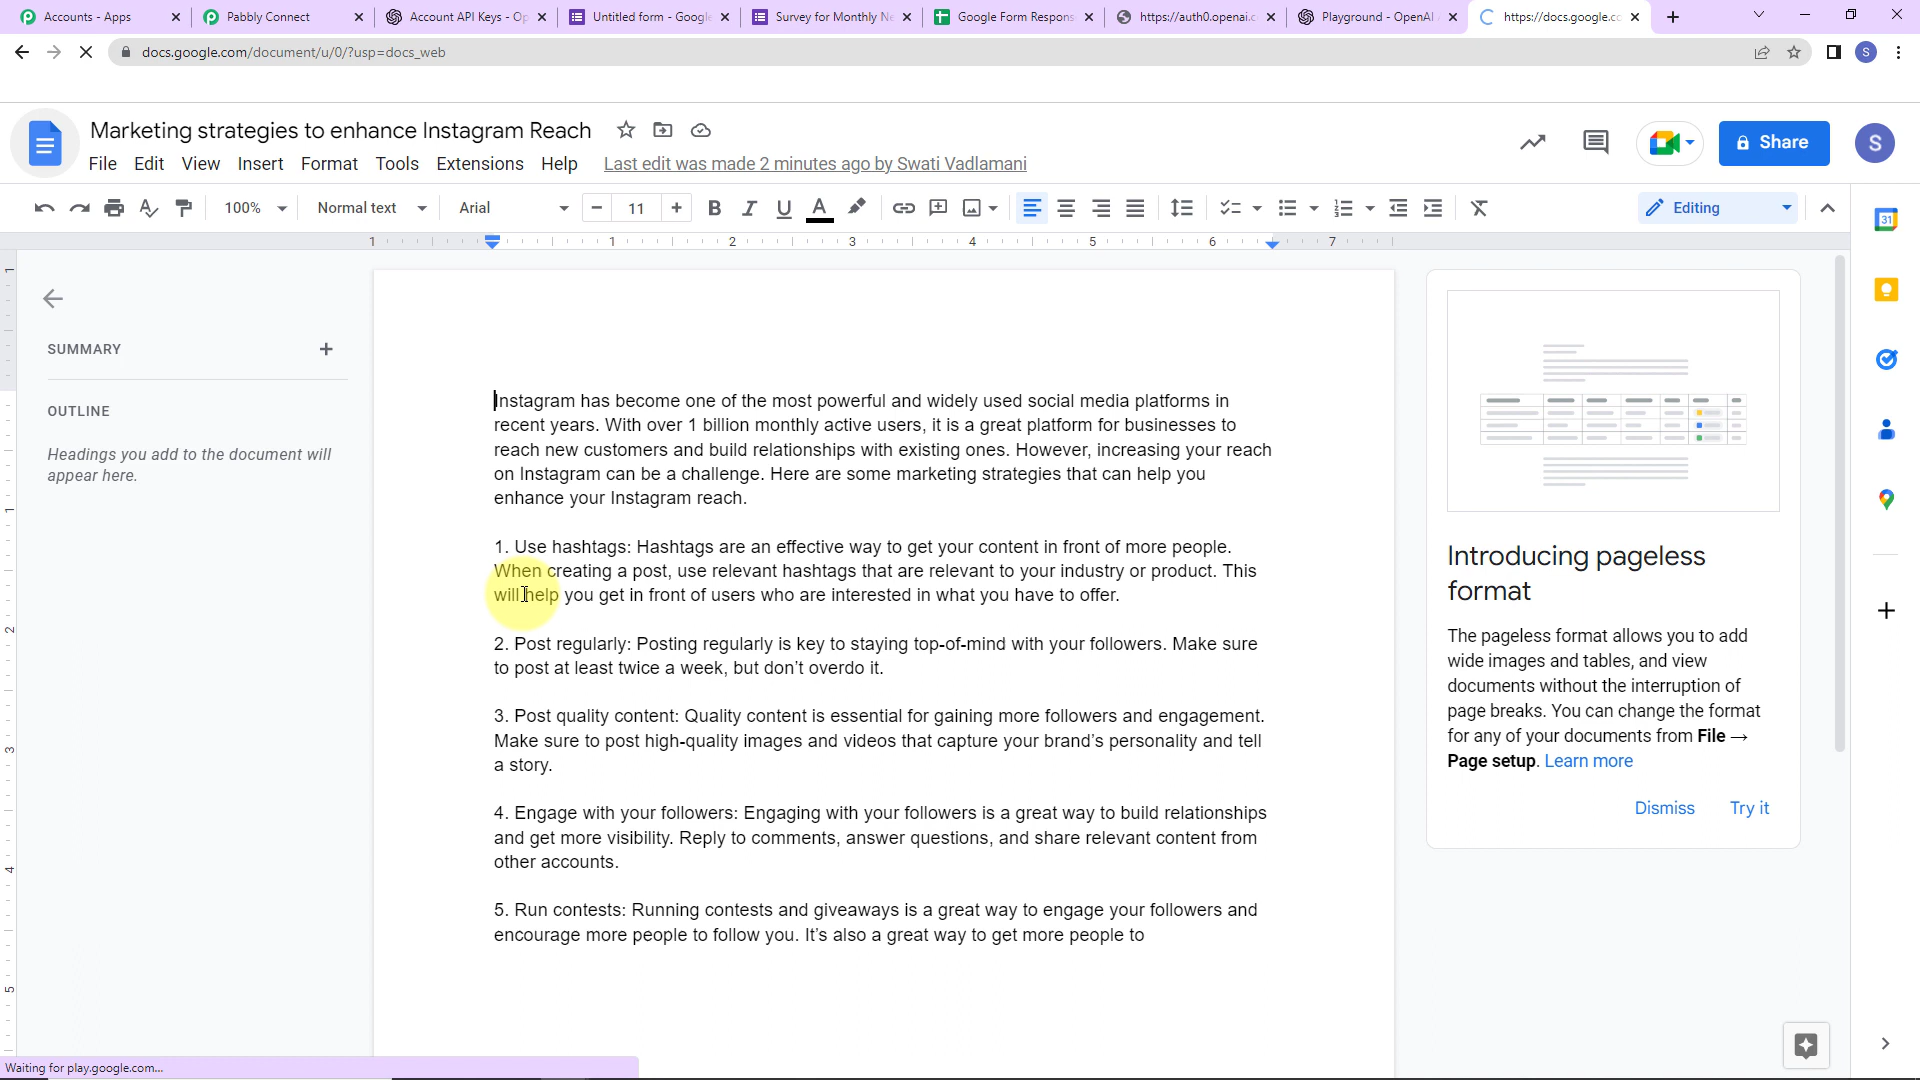 Accounts - Apps
Pabbly Connect
Account API Keys - Op
Untitled form - Google
Survey for Monthly Ne
Google Form Respons
https://auth0.openai.c
Playground - OpenAI
https://docs.google.co
docs.google.com/document/u/0/?usp=docs_web
S
Marketing strategies to enhance Instagram Reach
Share
S
File Edit View Insert Format Tools Extensions Help Last edit was made 2 minutes ago by Swati Vadlamani
100% Normal text Arial 11 B I U A Editing
31
1 1 2 3 4 5 6 7
SUMMARY
OUTLINE
Headings you add to the document will
appear here.
1
1
2
3
4
5
Instagram has become one of the most powerful and widely used social media platforms in
recent years. With over 1 billion monthly active users, it is a great platform for businesses to
reach new customers and build relationships with existing ones. However, increasing your reach
on Instagram can be a challenge. Here are some marketing strategies that can help you
enhance your Instagram reach.
1. Use hashtags: Hashtags are an effective way to get your content in front of more people.
When creating a post, use relevant hashtags that are relevant to your industry or product. This
will help you get in front of users who are interested in what you have to offer.
2. Post regularly: Posting regularly is key to staying top-of-mind with your followers. Make sure
to post at least twice a week, but don't overdo it.
3. Post quality content: Quality content is essential for gaining more followers and engagement.
Make sure to post high-quality images and videos that capture your brand's personality and tell
a story.
4. Engage with your followers: Engaging with your followers is a great way to build relationships
and get more visibility. Reply to comments, answer questions, and share relevant content from
other accounts.
5. Run contests: Running contests and giveaways is a great way to engage your followers and
encourage more people to follow you. It's also a great way to get more people to
Introducing pageless
format
The pageless format allows you to add
wide images and tables, and view
documents without the interruption of
page breaks. You can change the format
for any of your documents from File →
Page setup. Learn more
Dismiss Try it
Waiting for play.google.com...